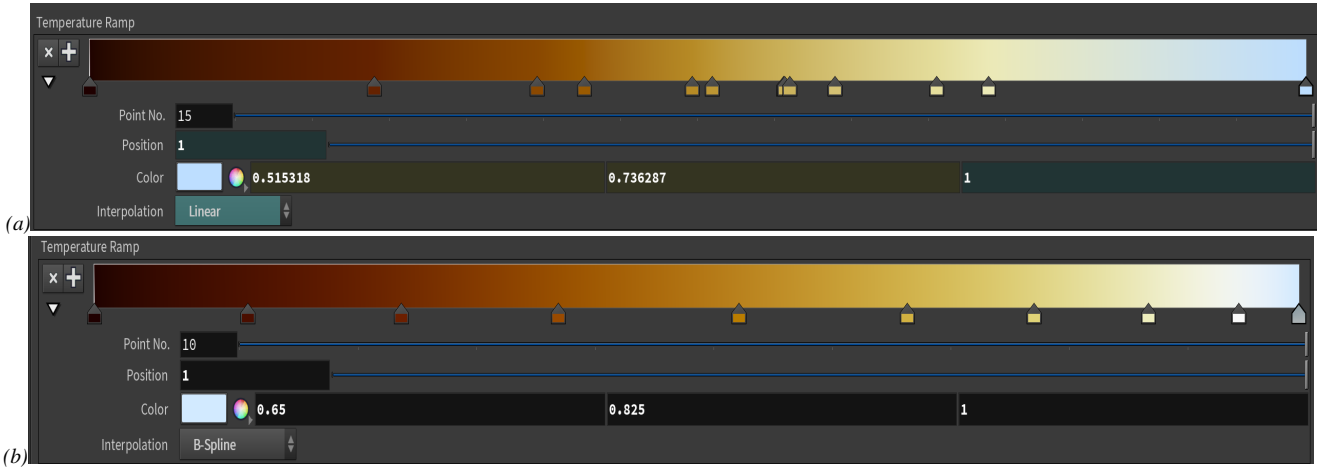 Temperature Ramp
Point No. 15
Position 1
Color 0.515318 0.736287 1
Interpolation Linear
(a)
Temperature Ramp
Point No. 10
Position 1
Color 0.65 0.825 1
Interpolation B-Spline
(b)